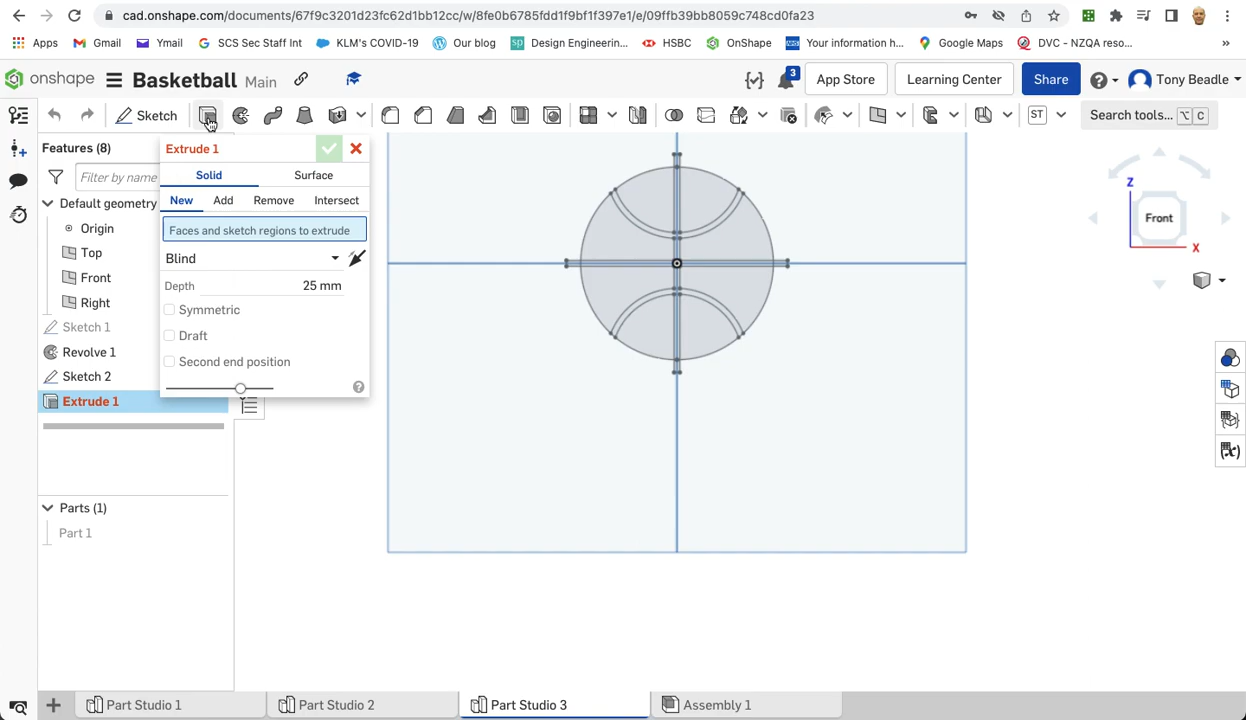 cad.onshape.com/documents/67f9c3201d23fc62d1bb12cc/w/8fe0b6785fdd1f9bf1f397e1/e/09ffb39bb8059c748cd0fa23
Apps Gmail Ymail SCS Sec Staff Int KLM's COVID-19 Our blog Design Engineerin... HSBC OnShape Your information h... Google Maps DVC - NZQA reso... »
onshape Basketball Main 3 App Store Learning Center Share Tony Beadle
Sketch ST Search tools... ⌥ C
Features (8)
Filter by name
Default geometry
Origin
Top
Front
Right
Sketch 1
Revolve 1
Sketch 2
Extrude 1
Parts (1)
Part 1
Extrude 1
Solid Surface
New Add Remove Intersect
Faces and sketch regions to extrude
Blind
Depth 25 mm
Symmetric
Draft
Second end position
Z
Front
X
Part Studio 1 Part Studio 2 Part Studio 3 Assembly 1